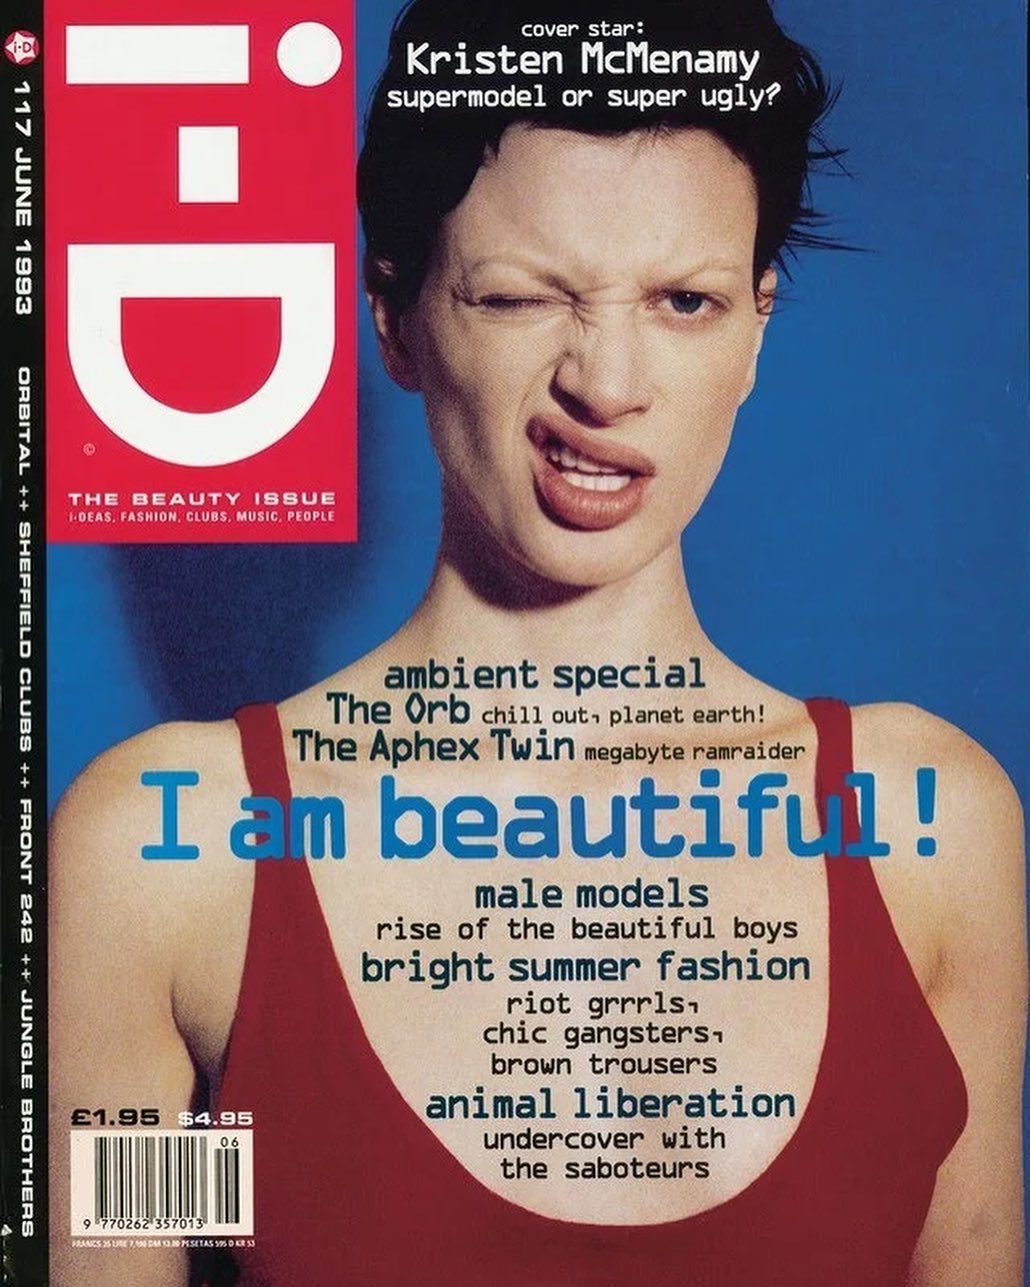 i-D
117 JUNE 1993 ORBITAL ++ SHEFFIELD CLUBS ++ FRONT 242 ++ JUNGLE BROTHERS
i-D
©
THE BEAUTY ISSUE
i-DEAS, FASHION, CLUBS, MUSIC, PEOPLE
cover star:
Kristen McMenamy
supermodel or super ugly?
ambient special
The Orb chill out, planet earth!
The Aphex Twin megabyte ramraider
I am beautiful!
male models
rise of the beautiful boys
bright summer fashion
riot grrrls,
chic gangsters,
brown trousers
animal liberation
undercover with
the saboteurs
£1.95 $4.95
06
9 770262 357013